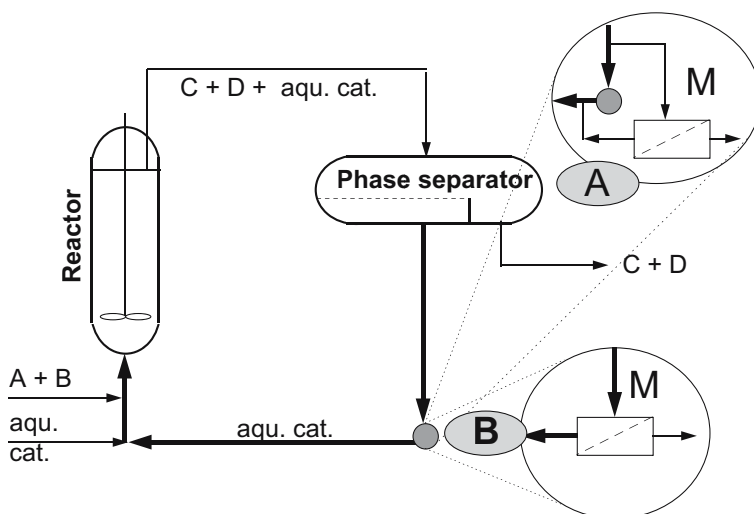 C + D + aqu. cat.
M
A
Phase separator
Reactor
C + D
A + B
aqu.
cat.
aqu. cat.
B
M